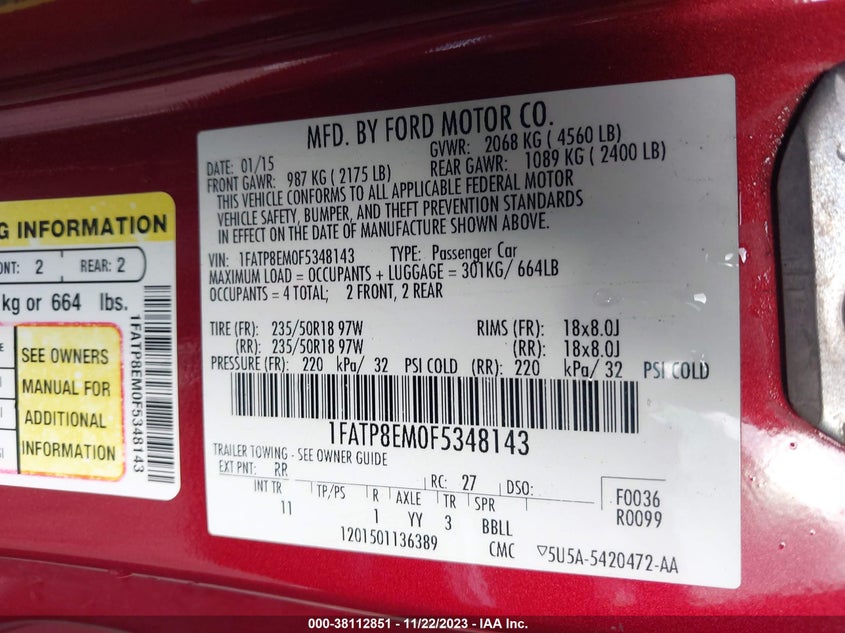 MFD. BY FORD MOTOR CO.
DATE: 01/15 GVWR: 2068 KG ( 4560 LB)
FRONT GAWR: 987 KG ( 2175 LB) REAR GAWR: 1089 KG ( 2400 LB)
THIS VEHICLE CONFORMS TO ALL APPLICABLE FEDERAL MOTOR
VEHICLE SAFETY, BUMPER, AND THEFT PREVENTION STANDARDS
IN EFFECT ON THE DATE OF MANUFACTURE SHOWN ABOVE.
VIN: 1FATP8EM0F5348143 TYPE: Passenger Car
MAXIMUM LOAD = OCCUPANTS + LUGGAGE = 301KG/ 664LB
OCCUPANTS = 4 TOTAL; 2 FRONT, 2 REAR
TIRE (FR): 235/50R18 97W RIMS (FR): 18x8.0J
(RR): 235/50R18 97W (RR): 18x8.0J
PRESSURE (FR): 220 kPa/ 32 PSI COLD (RR): 220 kPa/ 32 PSI COLD
1FATP8EM0F5348143
TRAILER TOWING - SEE OWNER GUIDE
EXT PNT: RR RC: 27 DSO:
INT TR TP/PS R AXLE TR SPR
11 1 YY 3 BBLL
F0036
R0099
1201501136389 CMC ▽5U5A-5420472-AA
G INFORMATION
NT: 2 REAR: 2
kg or 664 lbs.
SEE OWNERS
MANUAL FOR
ADDITIONAL
INFORMATION
1FATP8EM0F5348143
000-38112851 - 11/22/2023 - IAA Inc.